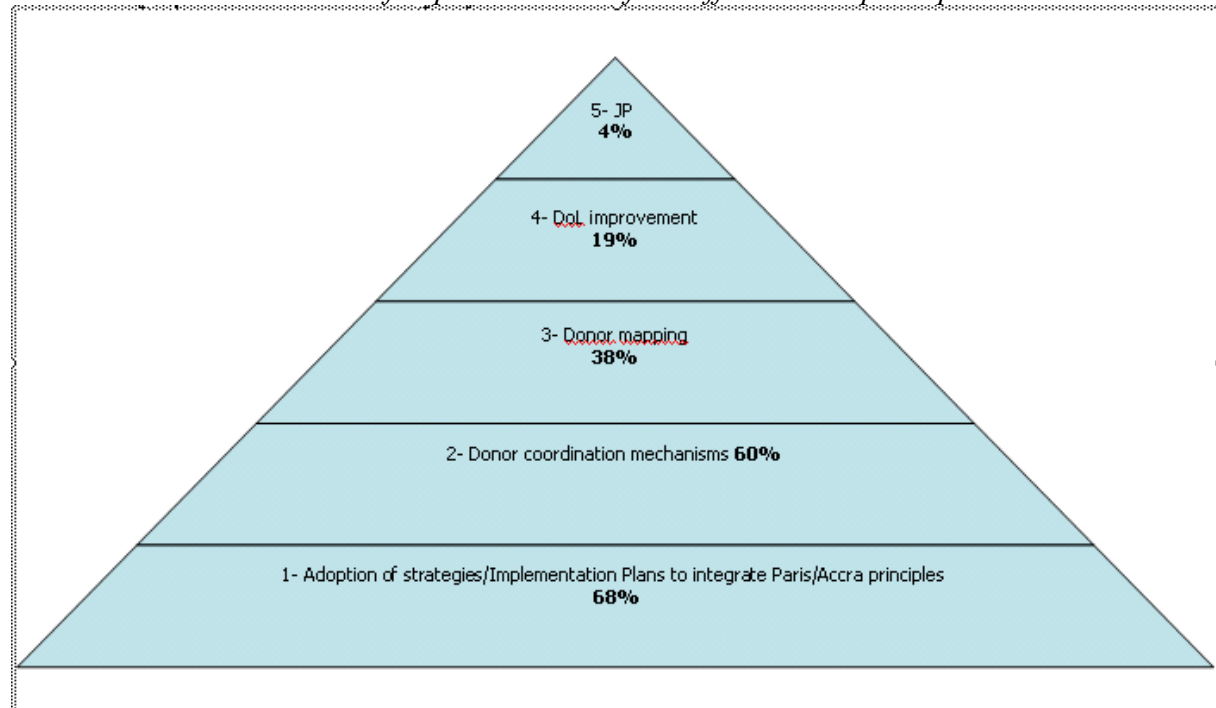 5- JP
4%
4- DoL improvement
19%
3- Donor mapping
38%
2- Donor coordination mechanisms 60%
1- Adoption of strategies/Implementation Plans to integrate Paris/Accra principles
68%